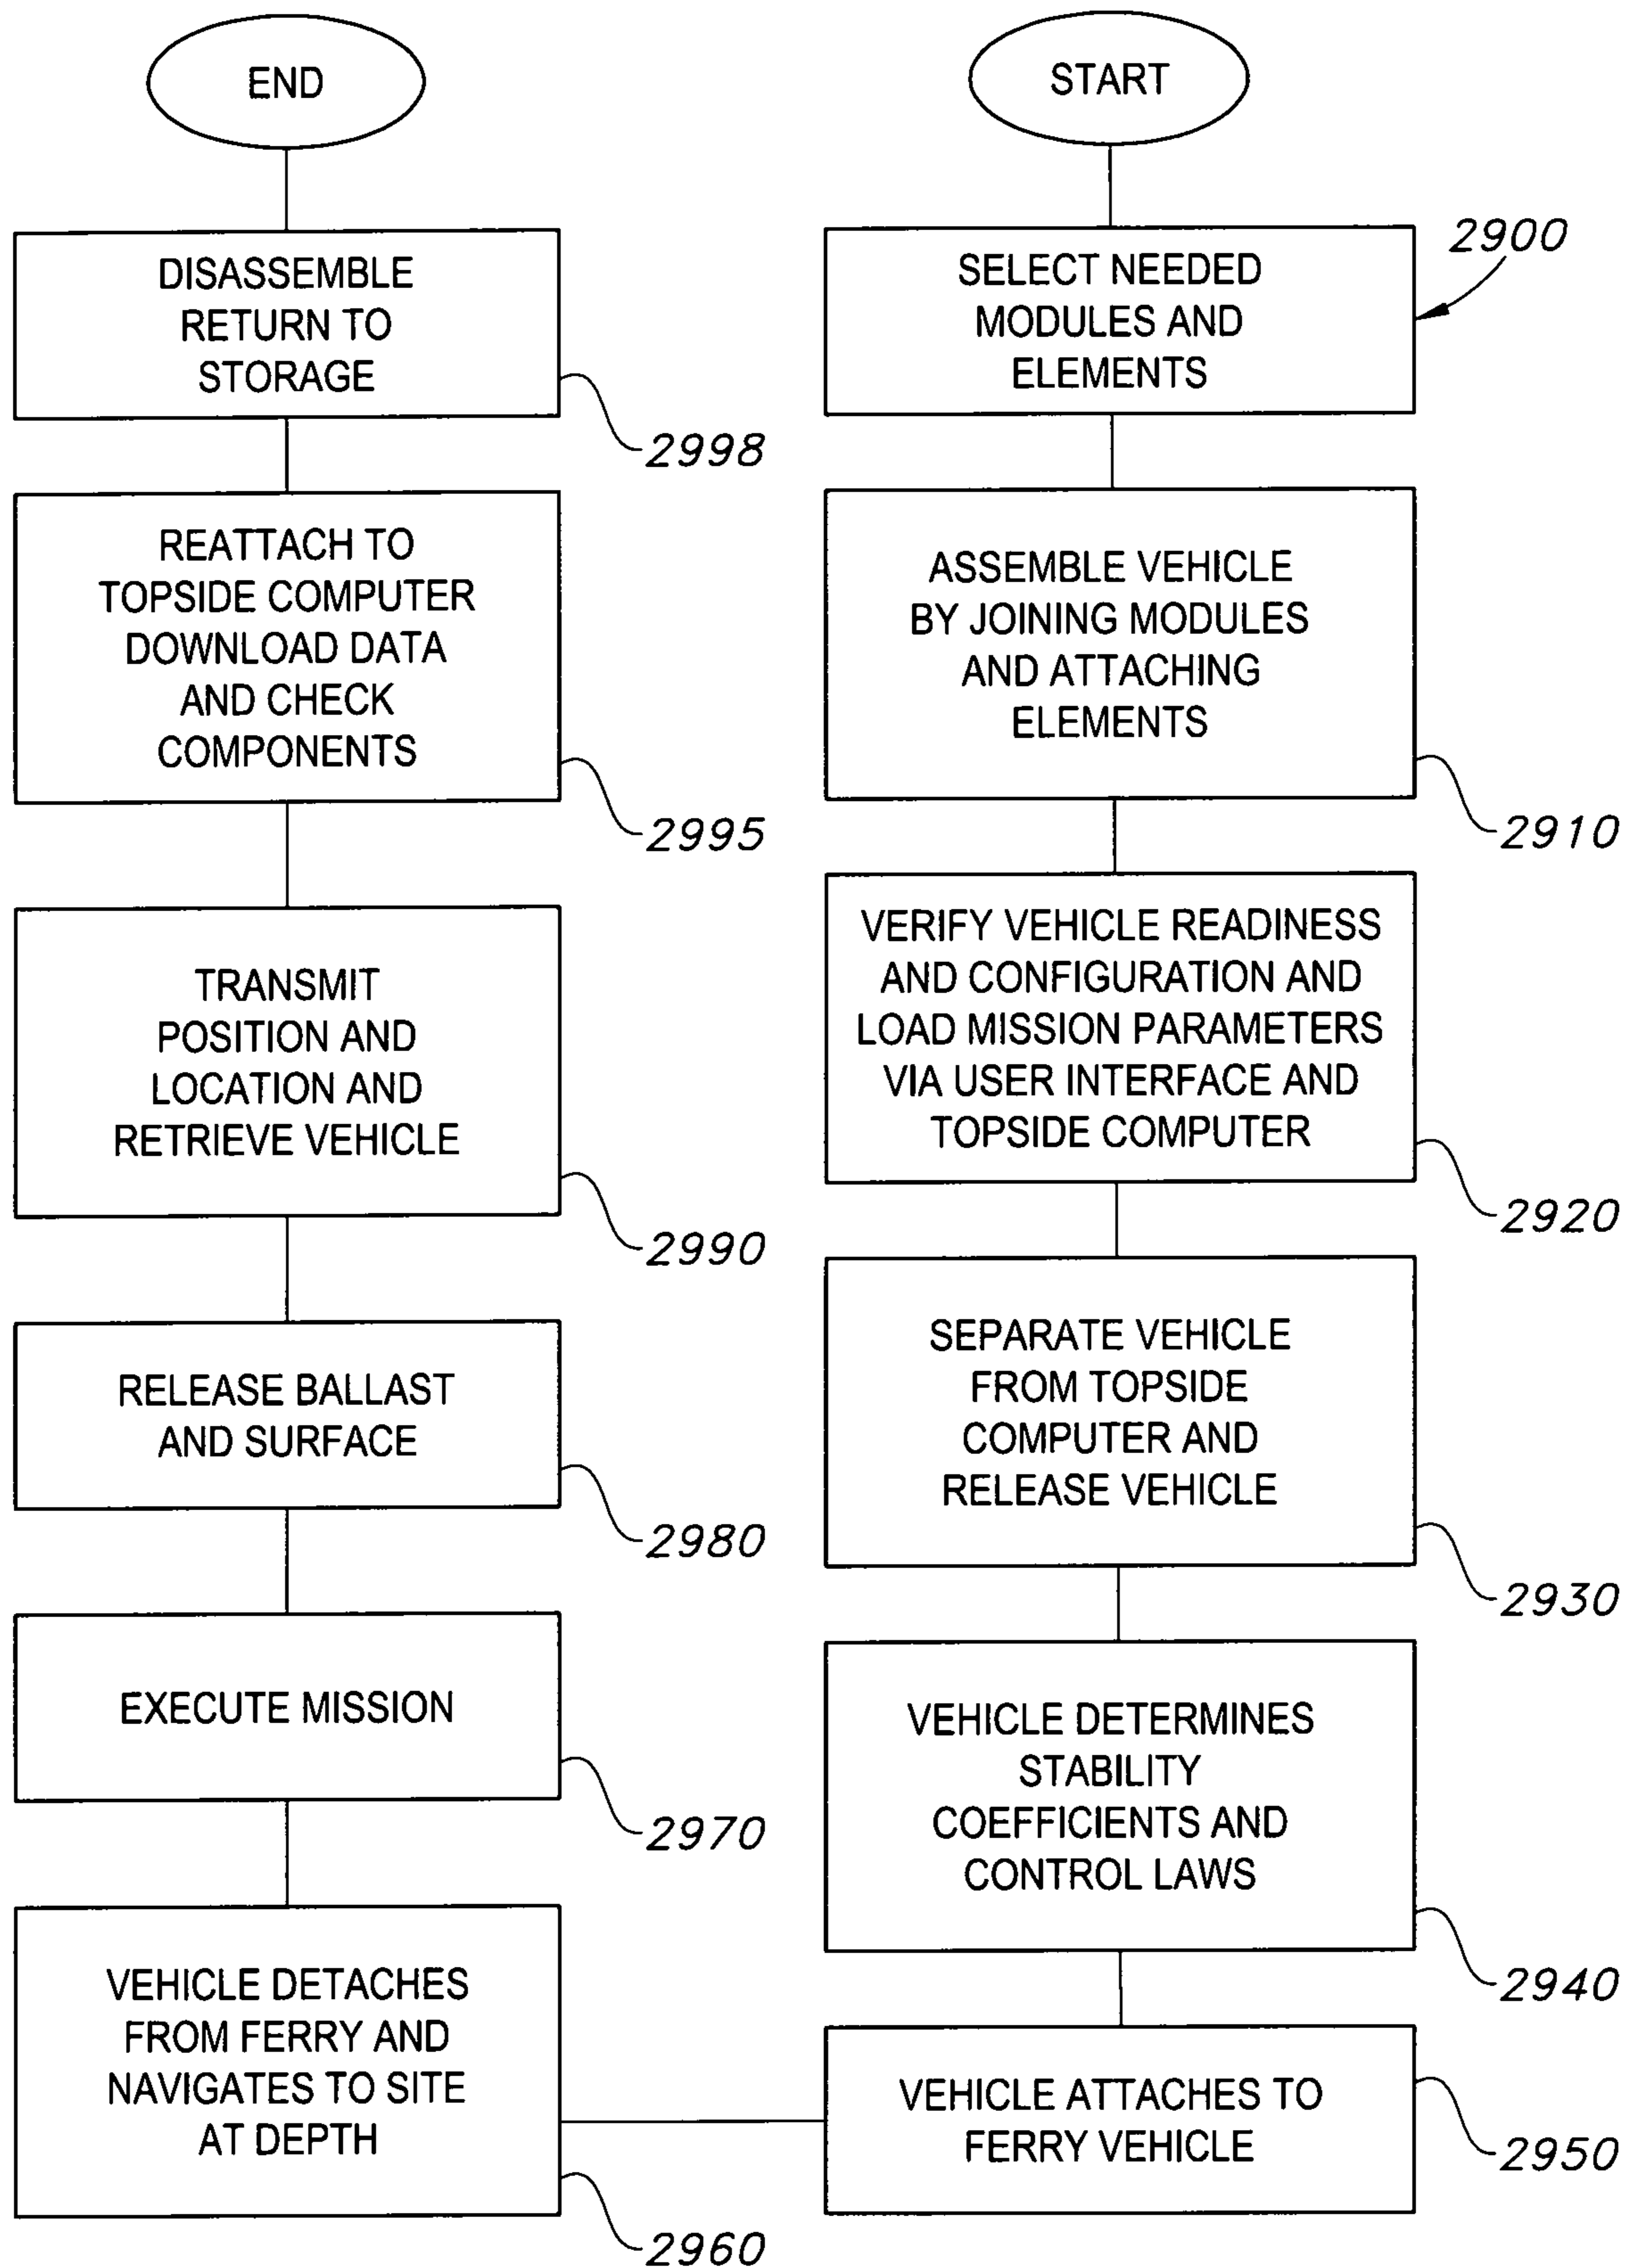 END
DISASSEMBLE
RETURN TO
STORAGE
2998
REATTACH TO
TOPSIDE COMPUTER
DOWNLOAD DATA
AND CHECK
COMPONENTS
2995
TRANSMIT
POSITION AND
LOCATION AND
RETRIEVE VEHICLE
2990
RELEASE BALLAST
AND SURFACE
2980
EXECUTE MISSION
2970
VEHICLE DETACHES
FROM FERRY AND
NAVIGATES TO SITE
AT DEPTH
2960
START
SELECT NEEDED
MODULES AND
ELEMENTS
2900
ASSEMBLE VEHICLE
BY JOINING MODULES
AND ATTACHING
ELEMENTS
2910
VERIFY VEHICLE READINESS
AND CONFIGURATION AND
LOAD MISSION PARAMETERS
VIA USER INTERFACE AND
TOPSIDE COMPUTER
2920
SEPARATE VEHICLE
FROM TOPSIDE
COMPUTER AND
RELEASE VEHICLE
2930
VEHICLE DETERMINES
STABILITY
COEFFICIENTS AND
CONTROL LAWS
2940
VEHICLE ATTACHES TO
FERRY VEHICLE
2950